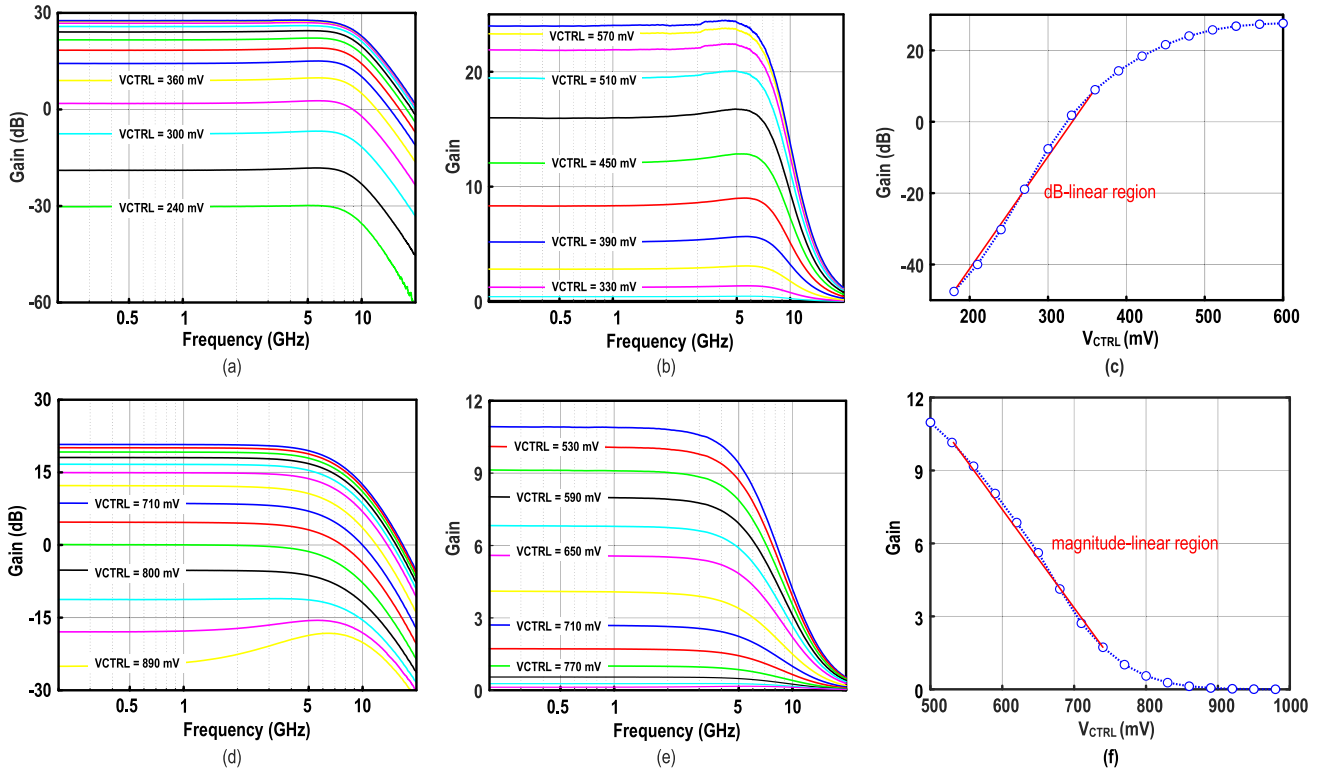 30
0
-30
-60
Gain (dB)
VCTRL = 360 mV
VCTRL = 300 mV
VCTRL = 240 mV
0.5
1
5
10
Frequency (GHz)
(a)
20
10
0
Gain
VCTRL = 570 mV
VCTRL = 510 mV
VCTRL = 450 mV
VCTRL = 390 mV
VCTRL = 330 mV
0.5
1
5
10
Frequency (GHz)
(b)
20
0
-20
-40
Gain (dB)
dB-linear region
200
300
400
500
600
VCTRL (mV)
(c)
30
15
0
-15
-30
Gain (dB)
VCTRL = 710 mV
VCTRL = 800 mV
VCTRL = 890 mV
0.5
1
5
10
Frequency (GHz)
(d)
12
9
6
3
0
Gain
VCTRL = 530 mV
VCTRL = 590 mV
VCTRL = 650 mV
VCTRL = 710 mV
VCTRL = 770 mV
0.5
1
5
10
Frequency (GHz)
(e)
12
9
6
3
0
Gain
magnitude-linear region
500
600
700
800
900
1000
VCTRL (mV)
(f)